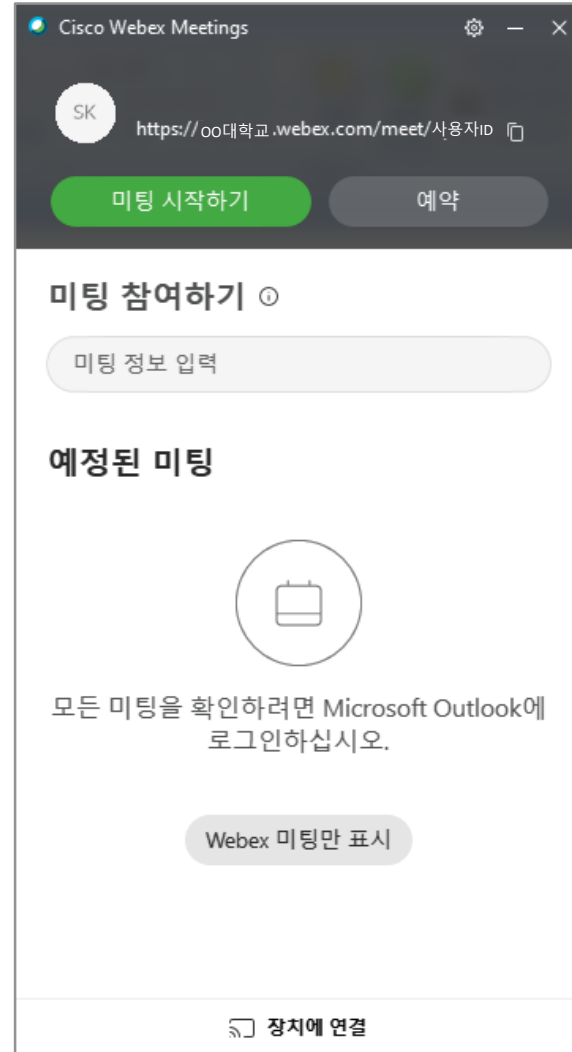 Cisco Webex Meetings
SK
https://oo대학교.webex.com/meet/사용자ID
미팅 시작하기
예약
미팅 참여하기
미팅 정보 입력
예정된 미팅
모든 미팅을 확인하려면 Microsoft Outlook에
로그인하십시오.
Webex 미팅만 표시
장치에 연결